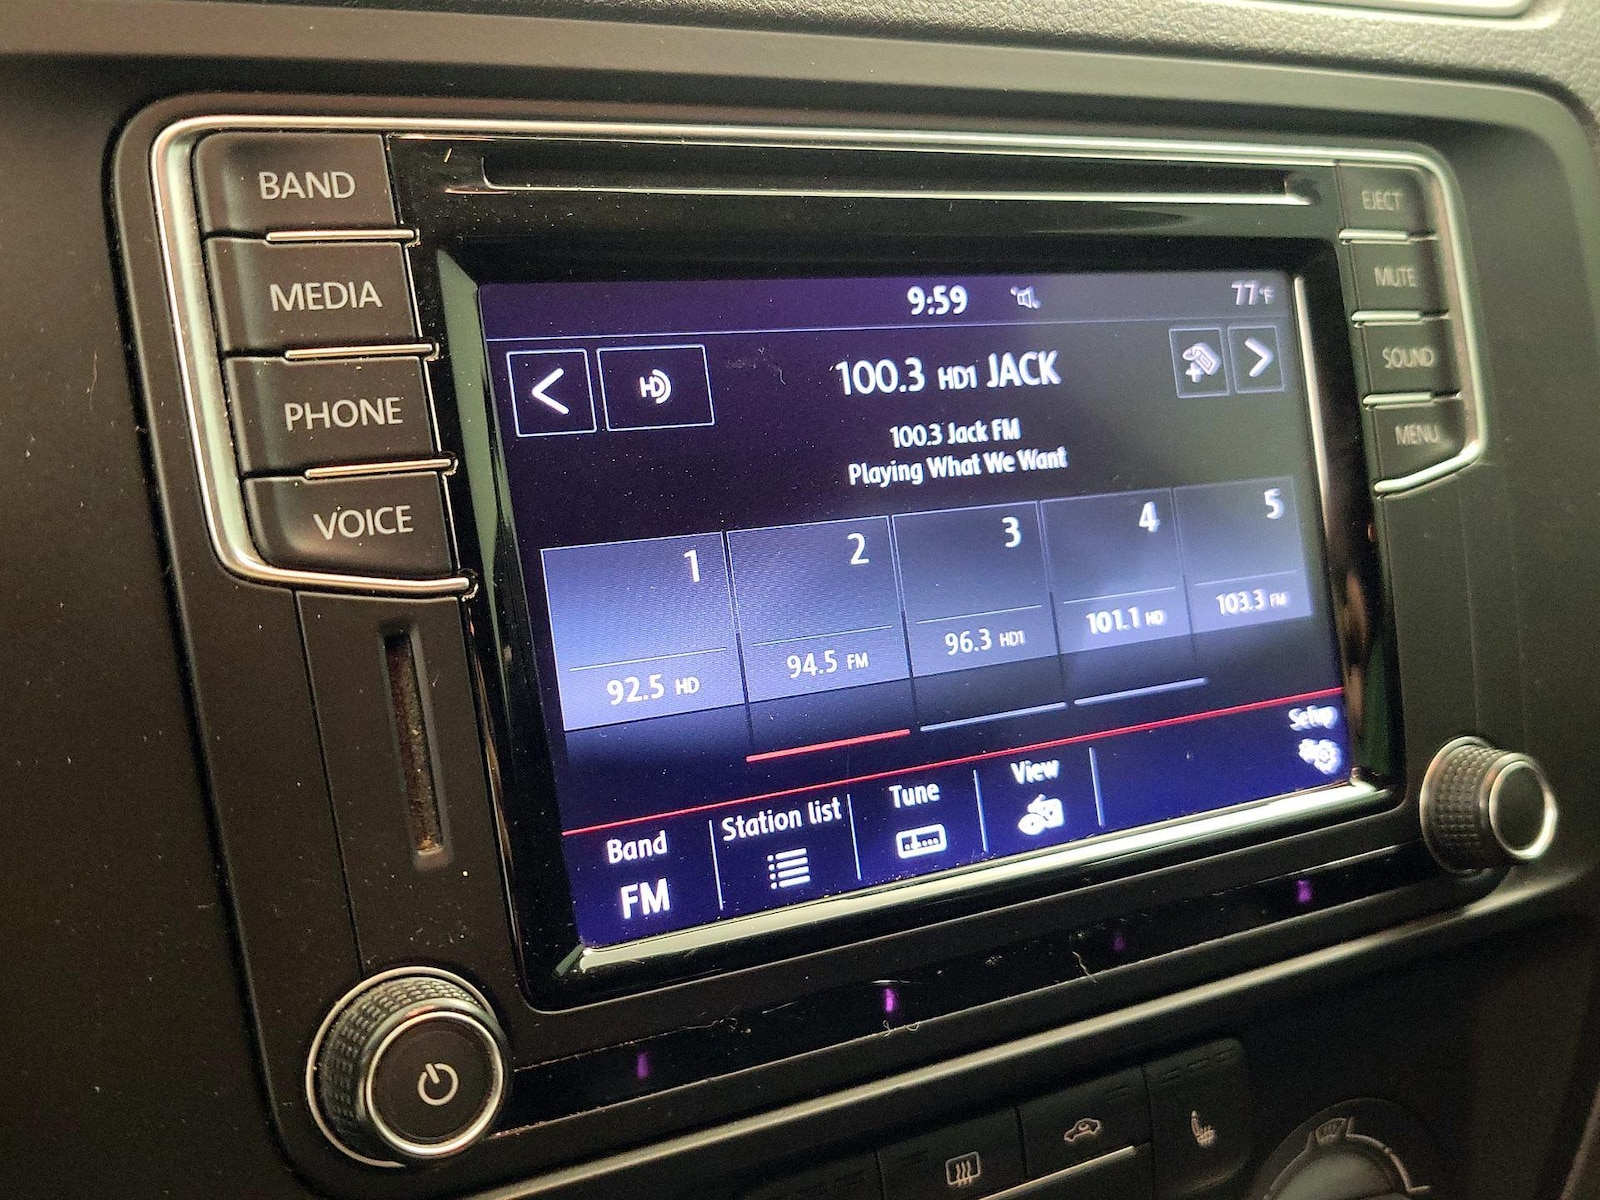 BAND
MEDIA
PHONE
VOICE
EJECT
MUTE
SOUND
MENU
9:59
77°F
HD
100.3 HD1 JACK
100.3 Jack FM
Playing What We Want
1
2
3
4
5
92.5 HD
94.5 FM
96.3 HD1
101.1 HD
103.3 FM
Band
FM
Station list
Tune
View
Setup